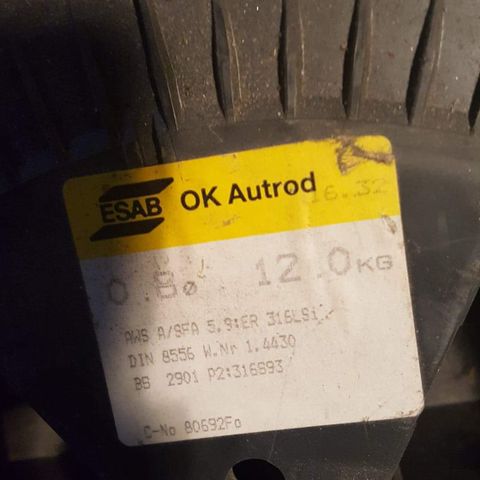 ESAB OK Autrod 16.32
0.8ø 12.0KG
AWS A/SFA 5.9:ER 316LSi
DIN 8556 W.Nr 1.4430
BS 2901 P2:316S93
C-No 80692Fo